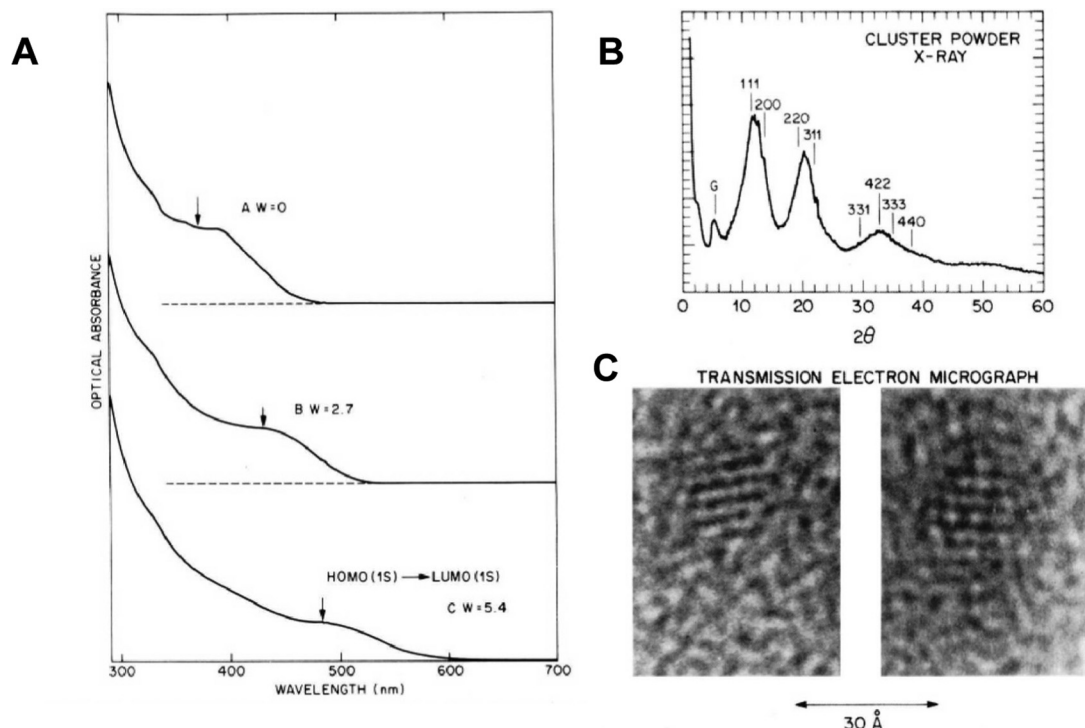 A
OPTICAL ABSORBANCE
A W=0
B W=2.7
HOMO(1S) → LUMO(1S)
C W=5.4
300 400 500 600 700
WAVELENGTH (nm)
B
CLUSTER POWDER
X-RAY
111
200
220
311
G
422
331 333
440
0 10 20 30 40 50 60
2θ
C
TRANSMISSION ELECTRON MICROGRAPH
30 Å